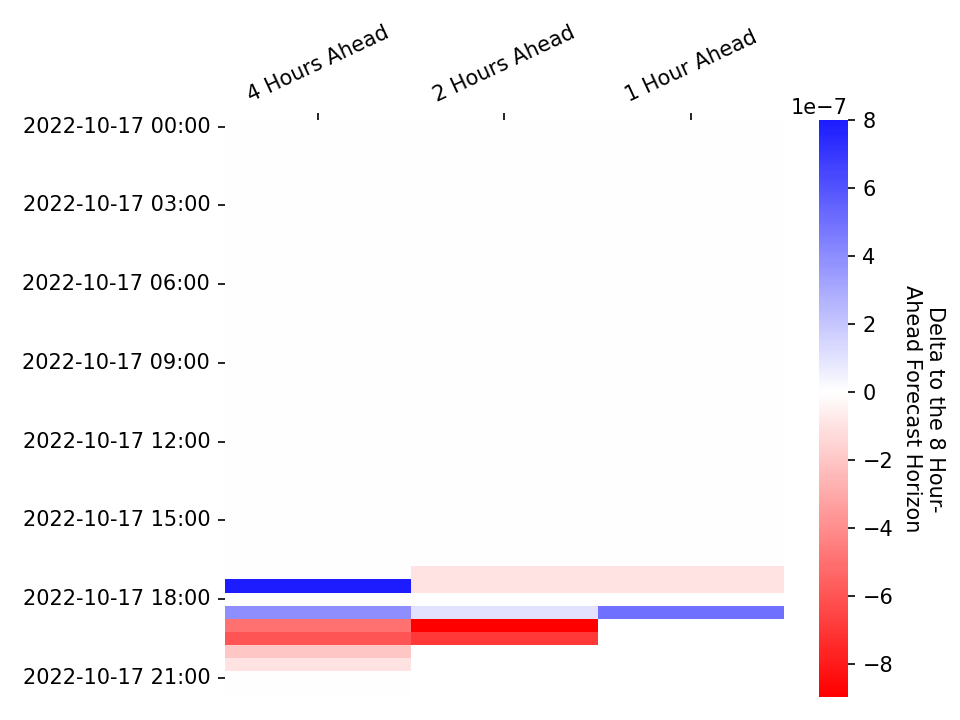 4 Hours Ahead
2 Hours Ahead
1 Hour Ahead
2022-10-17 00:00
2022-10-17 03:00
2022-10-17 06:00
2022-10-17 09:00
2022-10-17 12:00
2022-10-17 15:00
2022-10-17 18:00
2022-10-17 21:00
1e−7
8
6
4
2
0
−2
−4
−6
−8
Delta to the 8 Hour-
Ahead Forecast Horizon